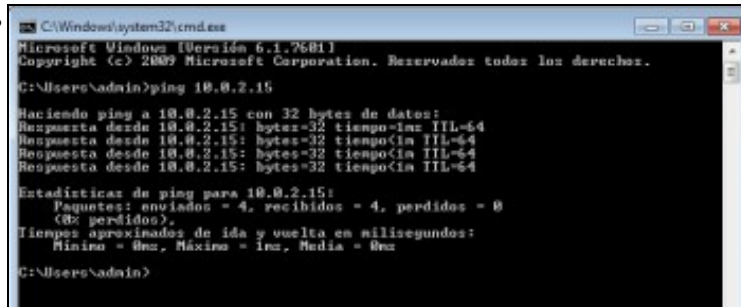 C:\Windows\system32\cmd.exe
Microsoft Windows [Versión 6.1.7601]
Copyright (c) 2009 Microsoft Corporation. Reservados todos los derechos.
C:\Users\admin>ping 10.0.2.15
Haciendo ping a 10.0.2.15 con 32 bytes de datos:
Respuesta desde 10.0.2.15: bytes=32 tiempo=1ms TTL=64
Respuesta desde 10.0.2.15: bytes=32 tiempo<1m TTL=64
Respuesta desde 10.0.2.15: bytes=32 tiempo<1m TTL=64
Respuesta desde 10.0.2.15: bytes=32 tiempo<1m TTL=64
Estadísticas de ping para 10.0.2.15:
Paquetes: enviados = 4, recibidos = 4, perdidos = 0
(0% perdidos),
Tiempos aproximados de ida y vuelta en milisegundos:
Mínimo = 0ms, Máximo = 1ms, Media = 0ms
C:\Users\admin>